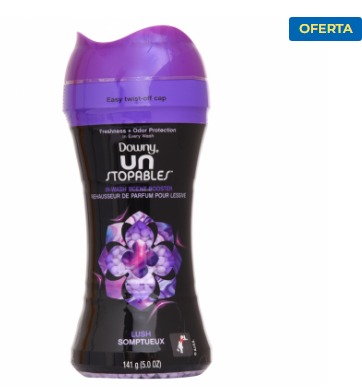 OFERTA
Easy twist-off cap
Freshness + Odor Protection
in Every Wash
Downy
UN
STOPABLES
IN-WASH SCENT BOOSTER
REHAUSSEUR DE PARFUM POUR LESSIVE
LUSH
SOMPTUEUX
141 g (5.0 OZ)